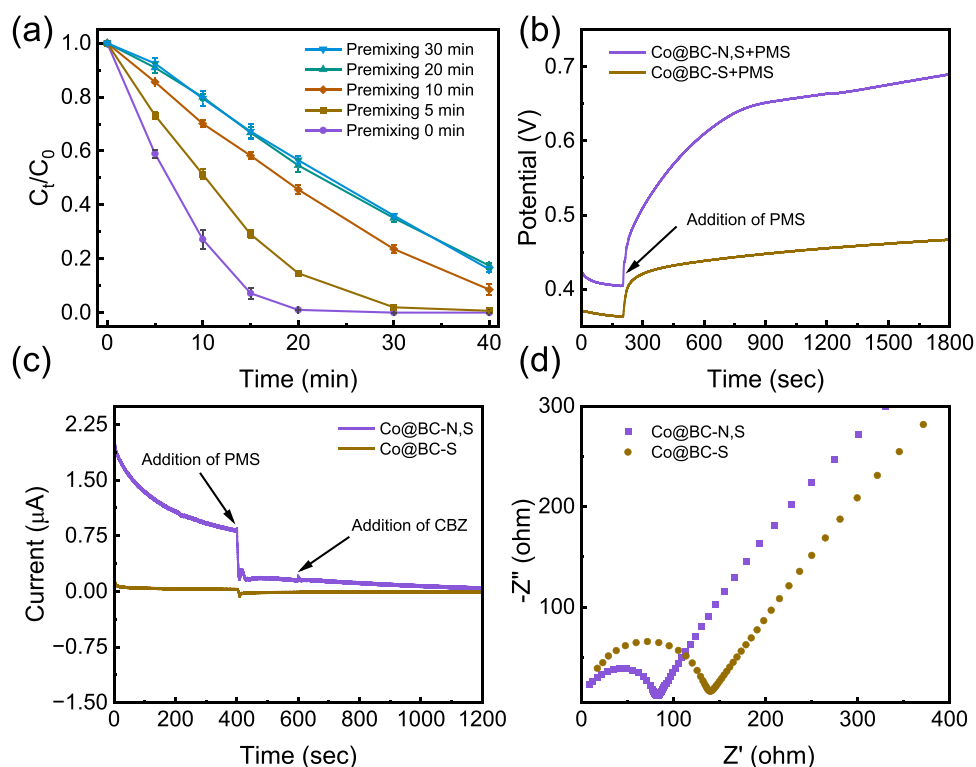 (a)
1.0
0.8
0.6
0.4
0.2
0.0
Cₜ/C₀
Premixing 30 min
Premixing 20 min
Premixing 10 min
Premixing 5 min
Premixing 0 min
0 10 20 30 40
Time (min)
(b)
0.7
0.6
0.5
0.4
Potential (V)
Co@BC-N,S+PMS
Co@BC-S+PMS
Addition of PMS
0 300 600 900 1200 1500 1800
Time (sec)
(c)
2.25
1.50
0.75
0.00
−0.75
−1.50
Current (μA)
Co@BC-N,S
Co@BC-S
Addition of PMS
Addition of CBZ
0 200 400 600 800 1000 1200
Time (sec)
(d)
300
200
100
-Z" (ohm)
Co@BC-N,S
Co@BC-S
0 100 200 300 400
Z' (ohm)